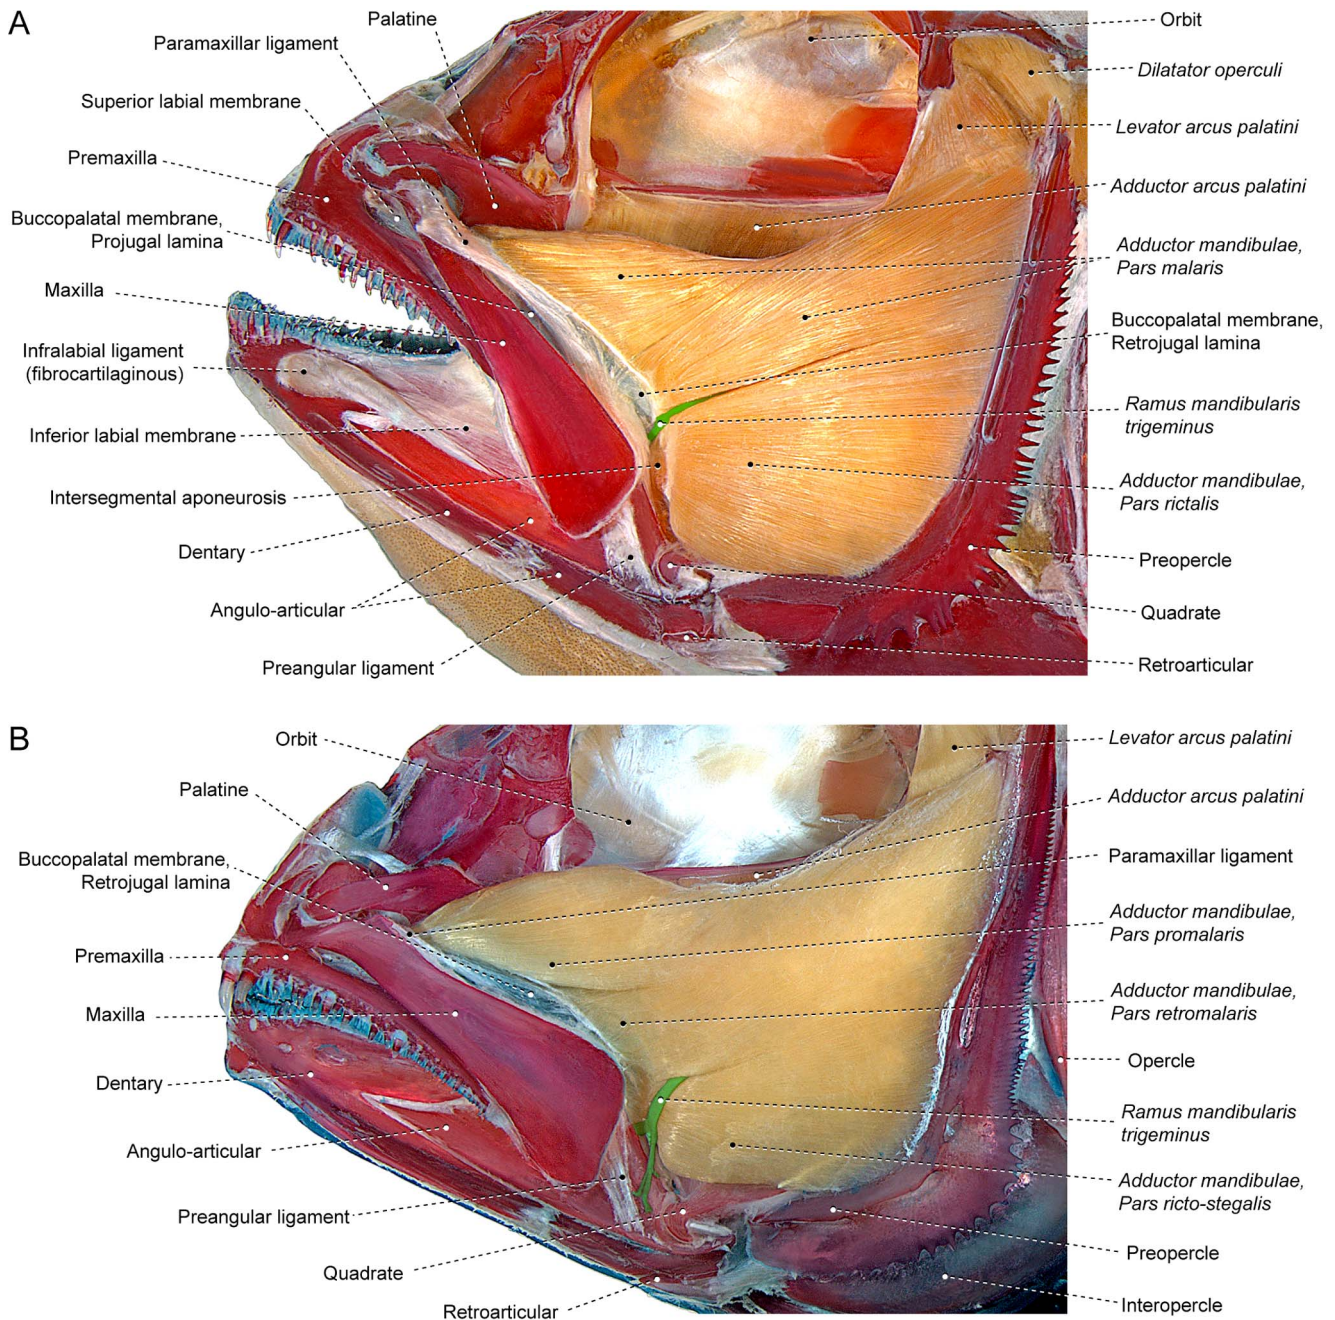 A
Palatine
Paramaxillar ligament
Superior labial membrane
Premaxilla
Buccopalatal membrane,
Projugal lamina
Maxilla
Infralabial ligament
(fibrocartilaginous)
Inferior labial membrane
Intersegmental aponeurosis
Dentary
Angulo-articular
Preangular ligament
Orbit
Dilatator operculi
Levator arcus palatini
Adductor arcus palatini
Adductor mandibulae,
Pars malaris
Buccopalatal membrane,
Retrojugal lamina
Ramus mandibularis
trigeminus
Adductor mandibulae,
Pars rictalis
Preopercle
Quadrate
Retroarticular
B
Orbit
Palatine
Buccopalatal membrane,
Retrojugal lamina
Premaxilla
Maxilla
Dentary
Angulo-articular
Preangular ligament
Quadrate
Retroarticular
Levator arcus palatini
Adductor arcus palatini
Paramaxillar ligament
Adductor mandibulae,
Pars promalaris
Adductor mandibulae,
Pars retromalaris
Opercle
Ramus mandibularis
trigeminus
Adductor mandibulae,
Pars ricto-stegalis
Preopercle
Interopercle